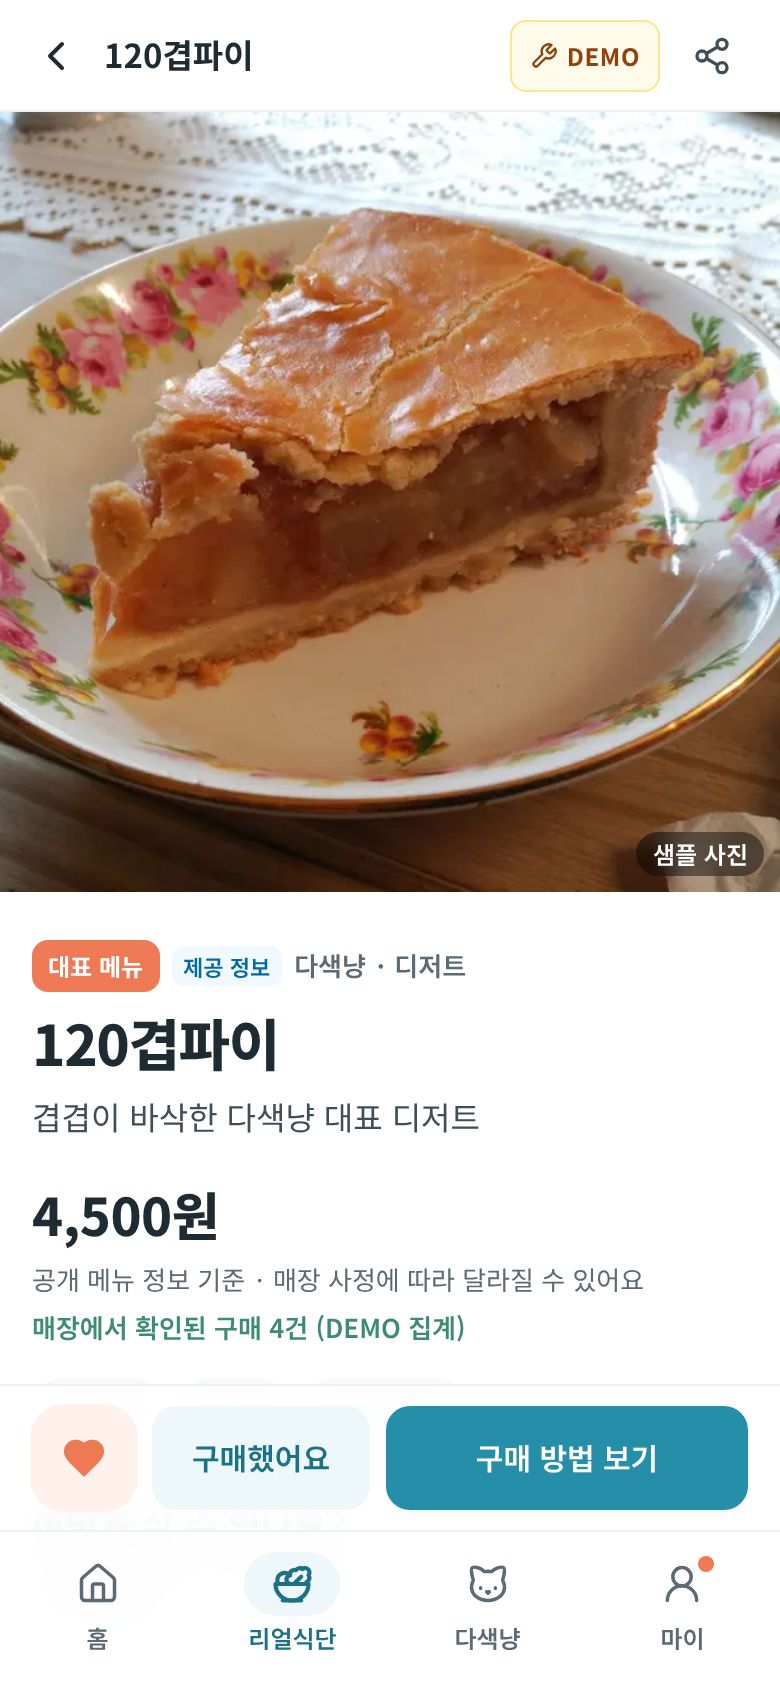 120겹파이
DEMO
샘플 사진
대표 메뉴 제공 정보 다색냥 · 디저트
120겹파이
겹겹이 바삭한 다색냥 대표 디저트
4,500원
공개 메뉴 정보 기준 · 매장 사정에 따라 달라질 수 있어요
매장에서 확인된 구매 4건 (DEMO 집계)
구매했어요 구매 방법 보기
홈 리얼식단 다색냥 마이